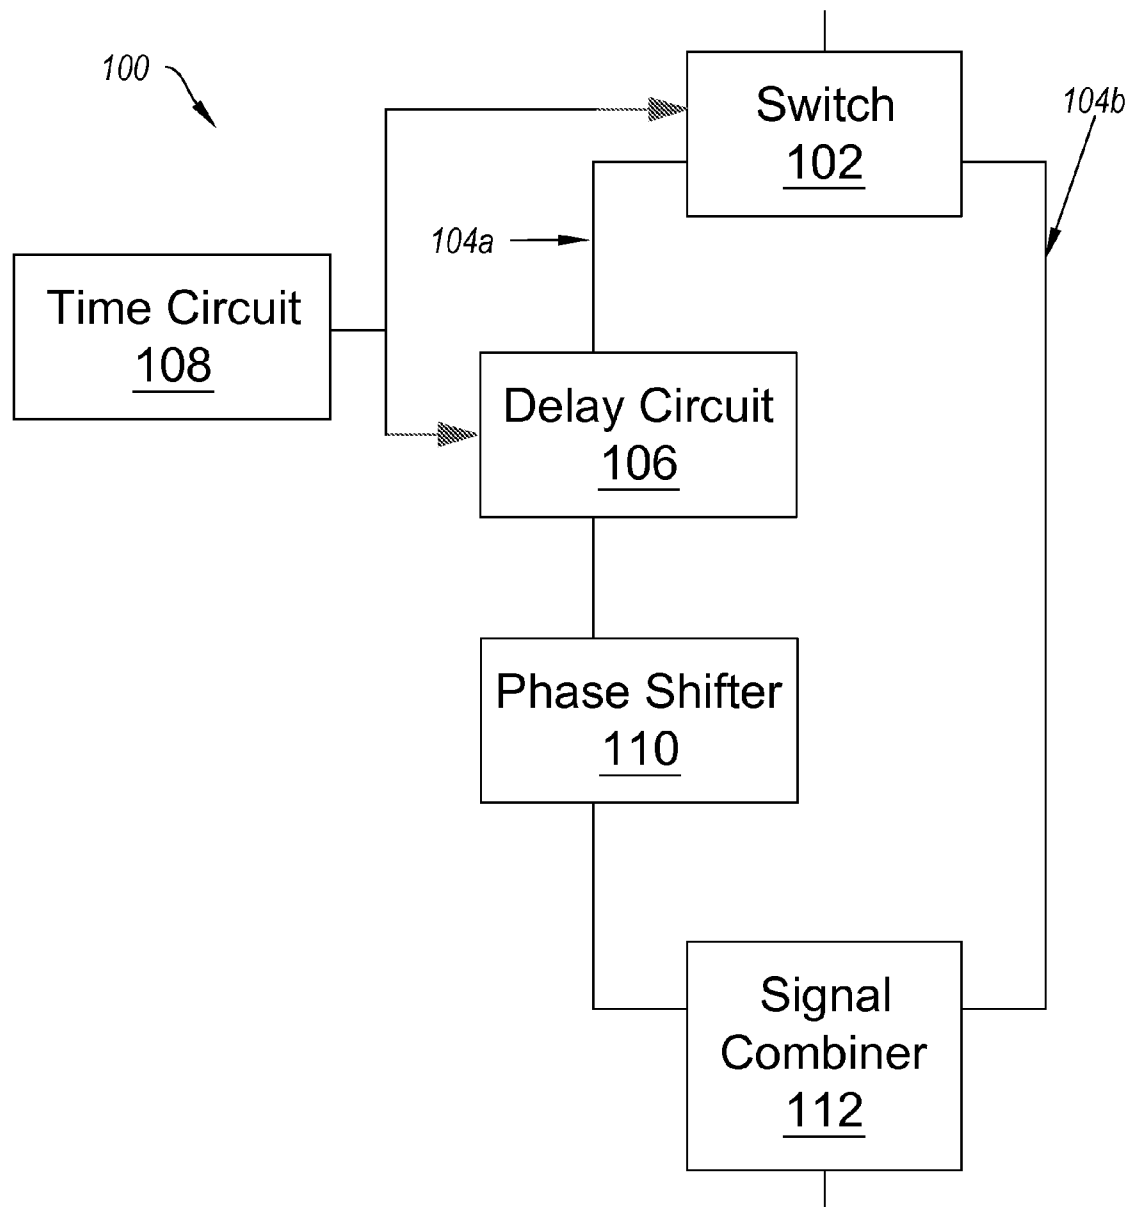 100
Switch
102
104b
104a
Time Circuit
108
Delay Circuit
106
Phase Shifter
110
Signal
Combiner
112